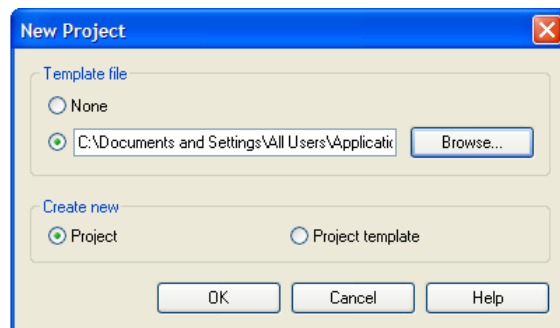 New Project
Template file
None
C:\Documents and Settings\All Users\Applicatic
Browse...
Create new
Project
Project template
OK
Cancel
Help